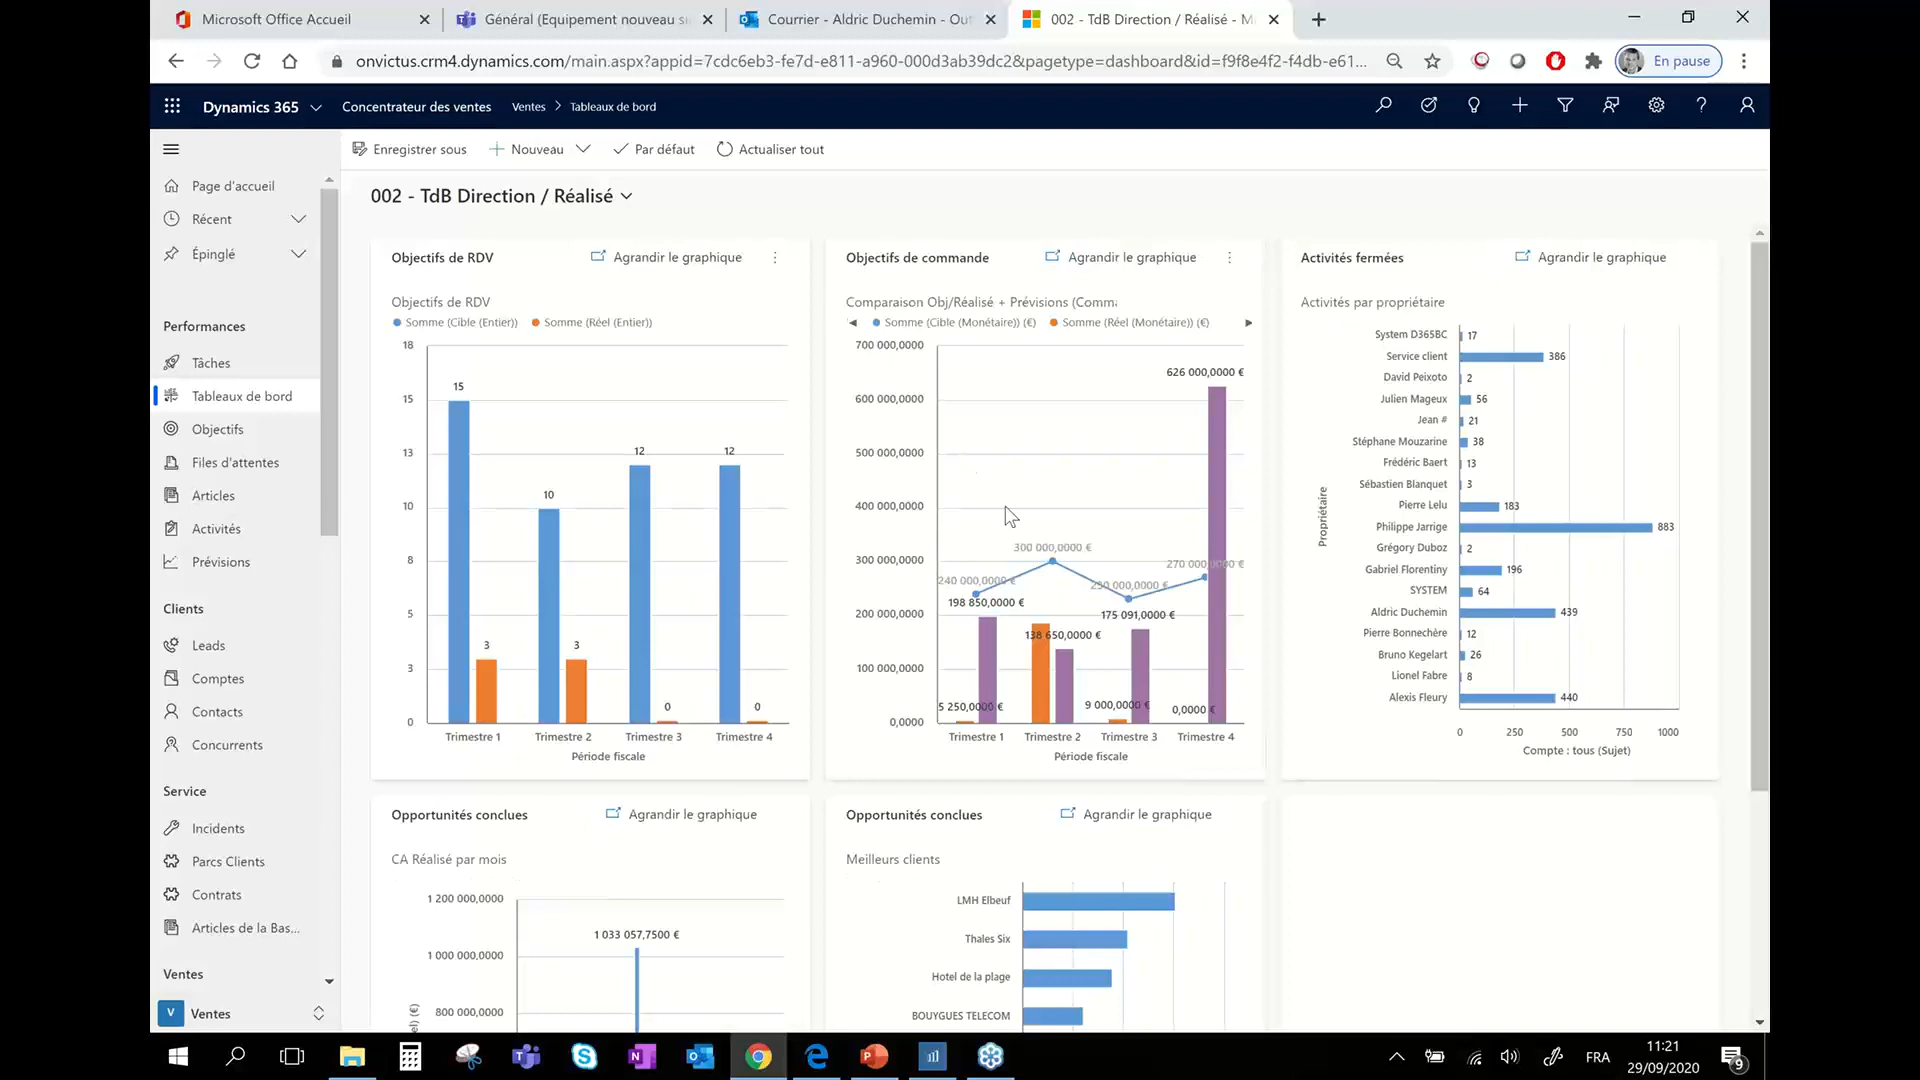 Microsoft Office Accueil
Général (Equipement nouveau s
Courrier - Aldric Duchemin - Out
002 - TdB Direction / Réalisé - M
onvictus.crm4.dynamics.com/main.aspx?appid=7cdc6eb3-fe7d-e811-a960-000d3ab39dc2&pagetype=dashboard&id=f9f8e4f2-f4db-e61...
En pause
Dynamics 365
Concentrateur des ventes
Ventes > Tableaux de bord
Enregistrer sous
Nouveau
Par défaut
Actualiser tout
Page d'accueil
Récent
Épinglé
Performances
Tâches
Tableaux de bord
Objectifs
Files d'attentes
Articles
Activités
Prévisions
Clients
Leads
Comptes
Contacts
Concurrents
Service
Incidents
Parcs Clients
Contrats
Articles de la Bas...
Ventes
V Ventes
002 - TdB Direction / Réalisé
Objectifs de RDV
Agrandir le graphique
Objectifs de RDV
Somme (Cible (Entier)) Somme (Réel (Entier))
18
15
13
10
8
5
3
0
15
3
10
3
12
0
12
0
Trimestre 1 Trimestre 2 Trimestre 3 Trimestre 4
Période fiscale
Objectifs de commande
Agrandir le graphique
Comparaison Obj/Réalisé + Prévisions (Comm
Somme (Cible (Monétaire)) (€) Somme (Réel (Monétaire)) (€)
700 000,0000
600 000,0000
500 000,0000
400 000,0000
300 000,0000
200 000,0000
100 000,0000
0,0000
626 000,0000 €
300 000,0000 €
270 000,0000 €
240 000,0000 €
230 000,0000 €
198 850,0000 €
175 091,0000 €
138 650,0000 €
5 250,0000 €
9 000,0000 €
0,0000 €
Trimestre 1 Trimestre 2 Trimestre 3 Trimestre 4
Période fiscale
Activités fermées
Agrandir le graphique
Activités par propriétaire
Propriétaire
System D365BC 17
Service client 386
David Peixoto 2
Julien Mageux 56
Jean # 21
Stéphane Mouzarine 38
Frédéric Baert 13
Sébastien Blanquet 3
Pierre Lelu 183
Philippe Jarrige 883
Grégory Duboz 2
Gabriel Florentiny 196
SYSTEM 64
Aldric Duchemin 439
Pierre Bonnechère 12
Bruno Kegelart 26
Lionel Fabre 8
Alexis Fleury 440
0 250 500 750 1000
Compte : tous (Sujet)
Opportunités conclues
Agrandir le graphique
CA Réalisé par mois
1 200 000,0000
1 000 000,0000
800 000,0000
1 033 057,7500 €
el) (€)
Opportunités conclues
Agrandir le graphique
Meilleurs clients
LMH Elbeuf
Thales Six
Hotel de la plage
BOUYGUES TELECOM
FRA
11:21
29/09/2020
9